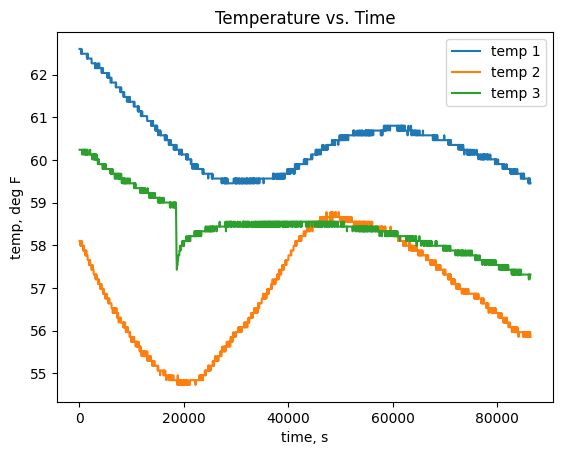 Temperature vs. Time
temp 1
temp 2
temp 3
62
61
60
59
58
57
56
55
temp, deg F
0
20000
40000
60000
80000
time, s